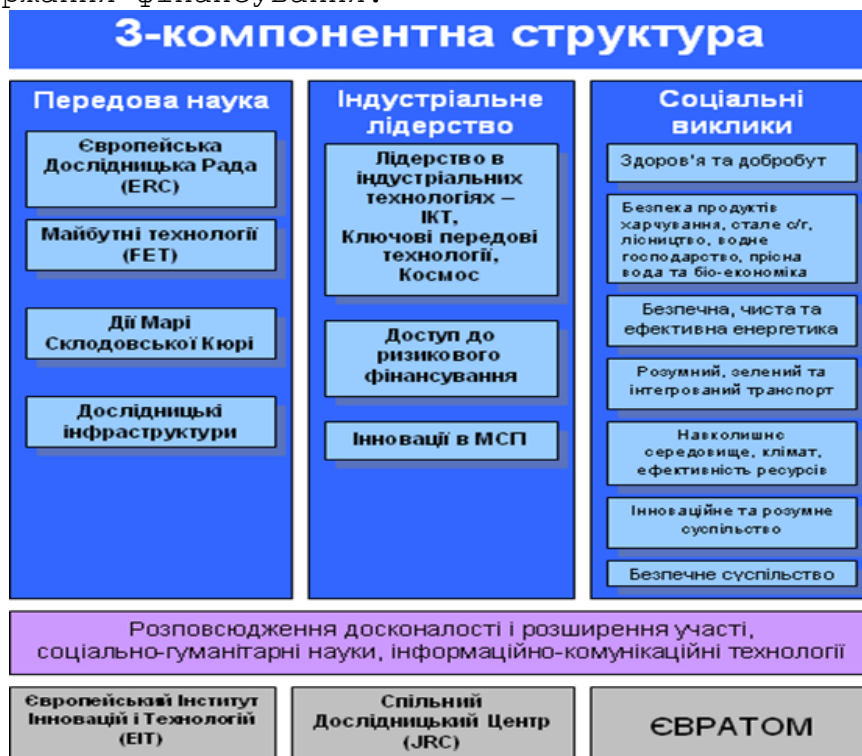 ржання фінансування.
3-компонентна структура
Передова наука
Європейська
Дослідницька Рада
(ERC)
Майбутні технології
(FET)
Дії Марі
Склодовської Кюрі
Дослідницькі
інфраструктури
Індустріальне
лідерство
Лідерство в
індустріальних
технологіях –
ІКТ,
Ключові передові
технології,
Космос
Доступ до
ризикового
фінансування
Інновації в МСП
Соціальні
виклики
Здоров'я та добробут
Безпека продуктів
харчування, стале с/г,
лісництво, водне
господарство, прісна
вода та біо-економіка
Безпечна, чиста та
ефективна енергетика
Розумний, зелений та
інтегрований транспорт
Навколишнє
середовище, клімат,
ефективність ресурсів
Інноваційне та розумне
суспільство
Безпечне суспільство
Розповсюдження досконалості і розширення участі,
соціально-гуманітарні науки, інформаційно-комунікаційні технології
Європейський Інститут
Інновацій і Технологій
(EIT)
Спільний
Дослідницький Центр
(JRC)
ЄВРАТОМ